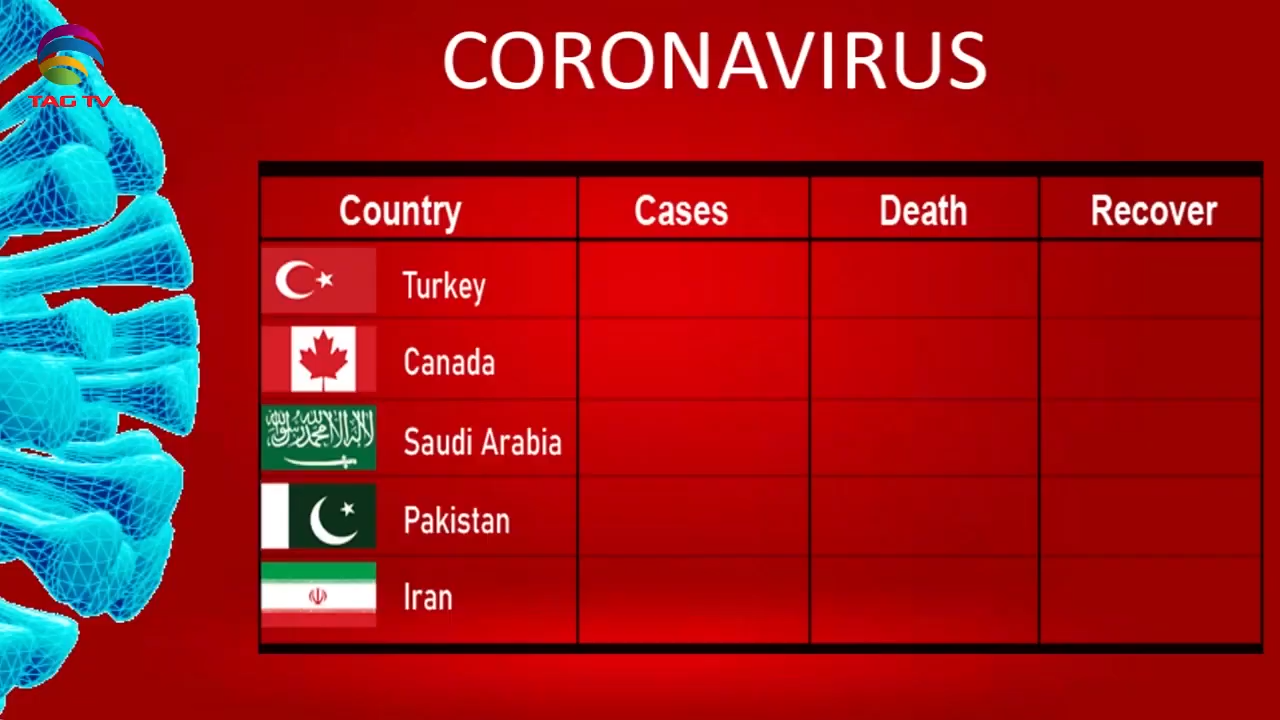 TAG TV
CORONAVIRUS
Country Cases Death Recover
Turkey
Canada
Saudi Arabia
Pakistan
Iran